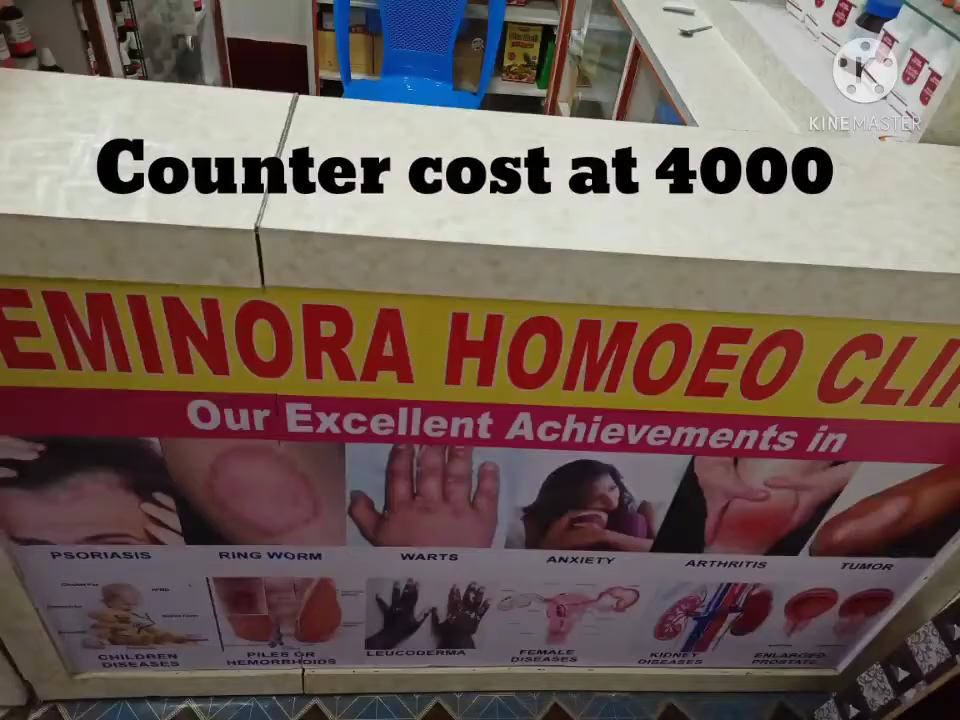 KINEMASTER
Counter cost at 4000
EMINORA HOMOEO CLI
Our Excellent Achievements in
PSORIASIS
RING WORM
WARTS
ANXIETY
ARTHRITIS
TUMOR
CHILDREN DISEASES
PILES OR HEMORRHOIDS
LEUCODERMA
FEMALE DISEASES
KIDNEY DISEASES
ENLARGED PROSTATE